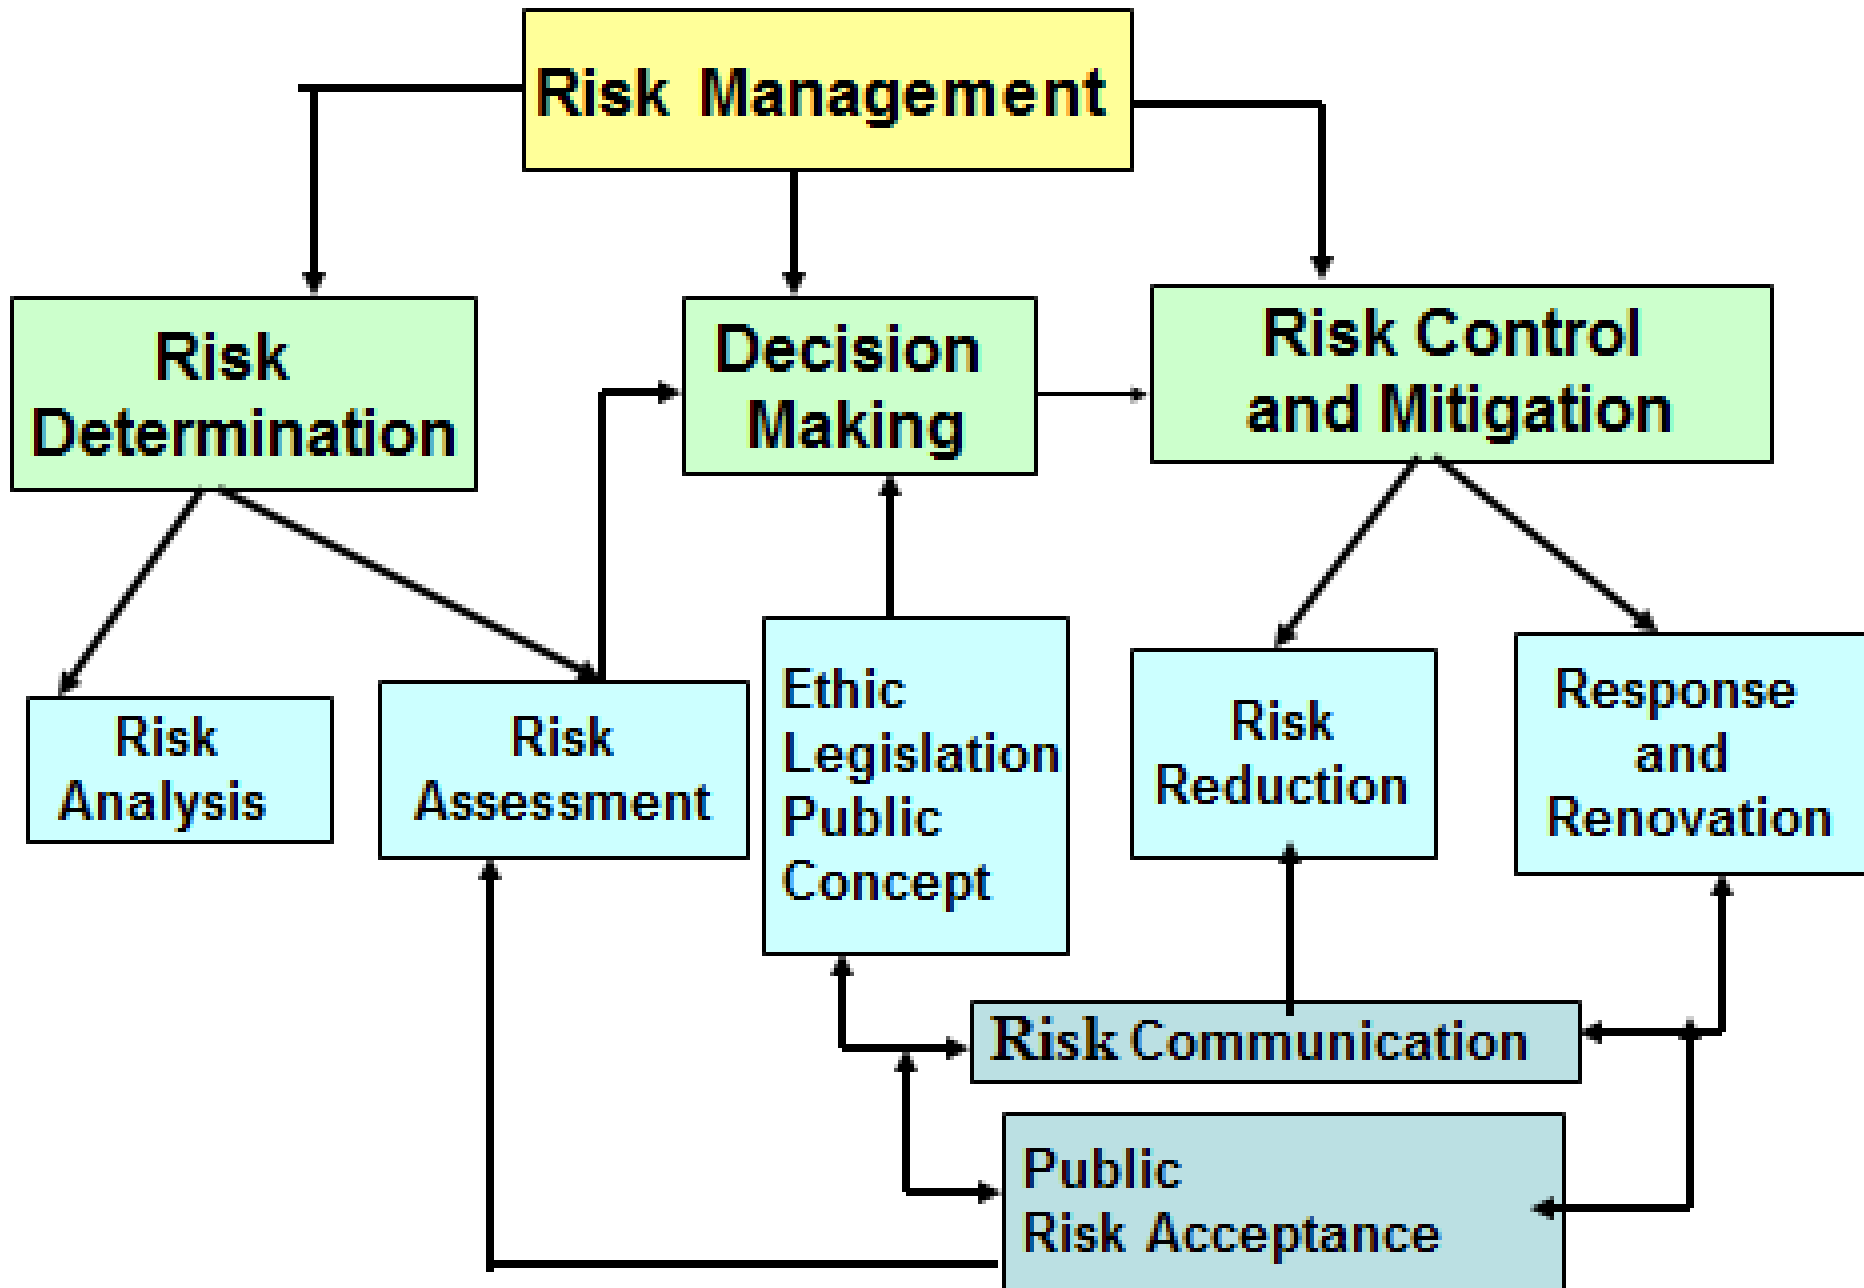 Risk Management
Risk
Determination
Decision
Making
Risk Control
and Mitigation
Risk
Analysis
Risk
Assessment
Ethic
Legislation
Public
Concept
Risk
Reduction
Response
and
Renovation
Risk Communication
Public
Risk Acceptance